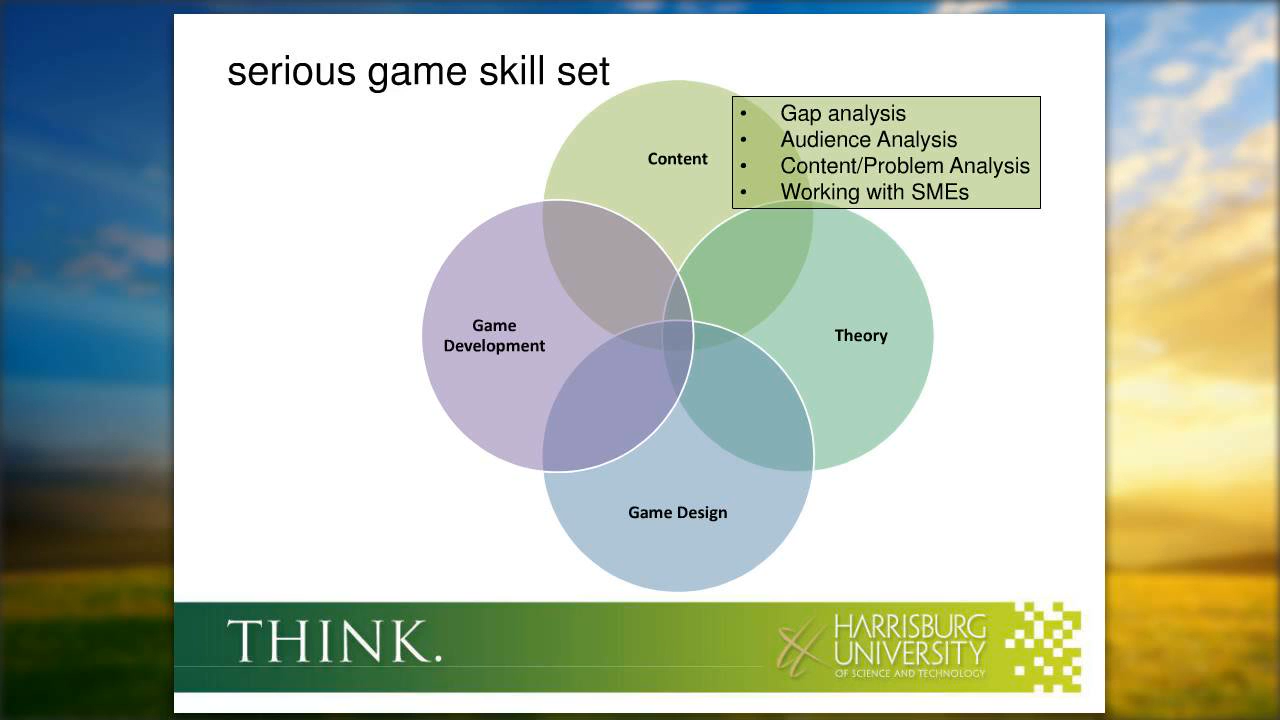 serious game skill set
Content
• Gap analysis
• Audience Analysis
• Content/Problem Analysis
• Working with SMEs
Game
Development
Theory
Game Design
THINK.
HARRISBURG
UNIVERSITY
OF SCIENCE AND TECHNOLOGY